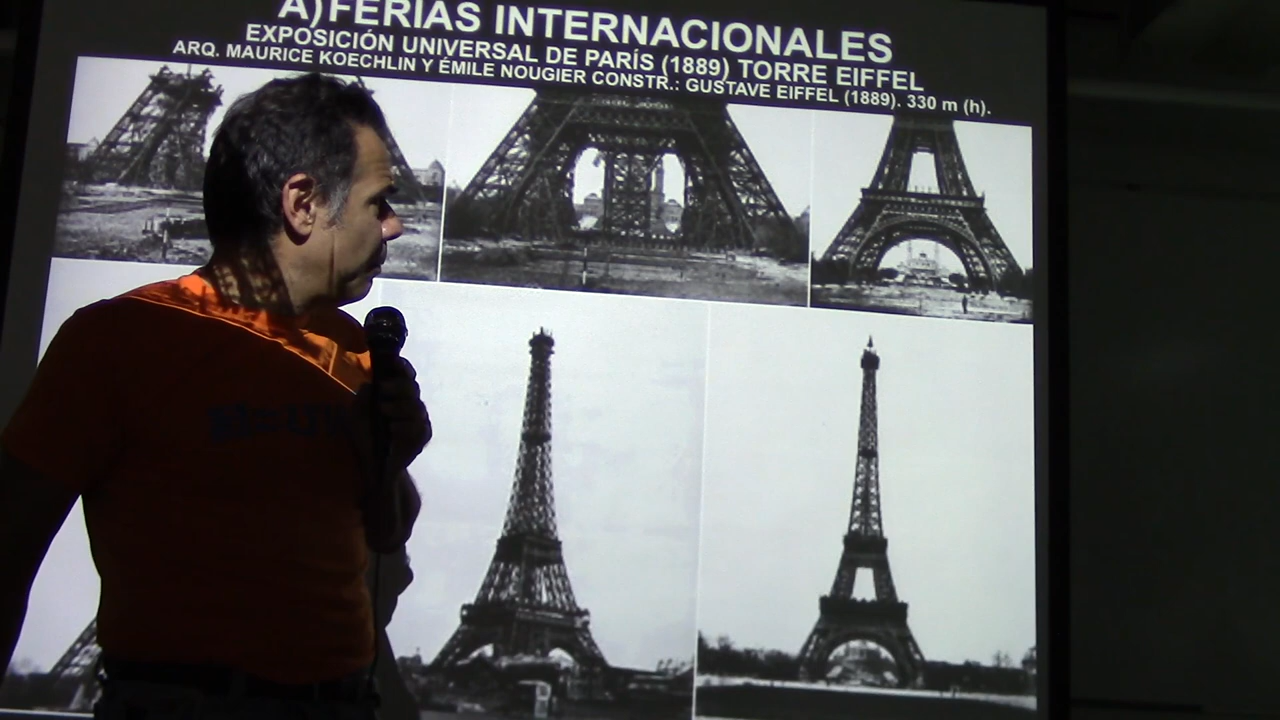 A) FERIAS INTERNACIONALES
EXPOSICIÓN UNIVERSAL DE PARÍS (1889) TORRE EIFFEL
ARQ. MAURICE KOECHLIN Y ÉMILE NOUGIER CONSTR.: GUSTAVE EIFFEL (1889). 330 m (h).